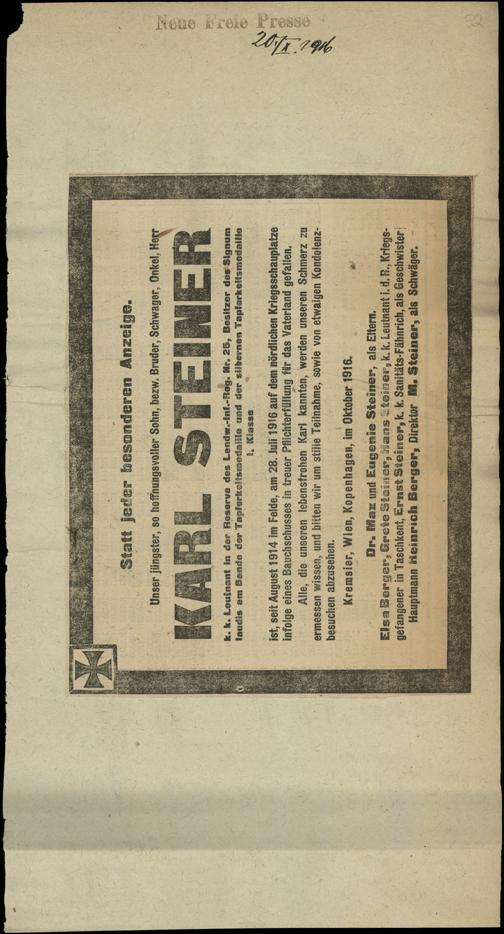 Neue Freie Presse
20./X. 1916
52
Statt jeder besonderen Anzeige.
Unser jüngster, so hoffnungsvoller Sohn, bezw. Bruder, Schwager, Onkel, Herr
KARL STEINER
k. k. Leutnant in der Reserve des Landw.-Inf.-Reg. Nr. 25, Besitzer des Signum
laudis am Bande der Tapferkeitsmedaille und der silbernen Tapferkeitsmedaille
I. Klasse
ist, seit August 1914 im Felde, am 28. Juli 1916 auf dem nördlichen Kriegsschauplatze
infolge eines Bauchschusses in treuer Pflichterfüllung für das Vaterland gefallen.
Alle, die unseren lebensfrohen Karl kannten, werden unseren Schmerz zu
ermessen wissen, und bitten wir um stille Teilnahme, sowie von etwaigen Kondolenz-
besuchen abzusehen.
Kremsier, Wien, Kopenhagen, im Oktober 1916.
Dr. Max und Eugenie Steiner, als Eltern.
Elsa Berger, Grete Steiner, Hans Steiner, k. k. Leutnant i. d. R., Kriegs-
gefangener in Taschkent, Ernst Steiner, k. k. Sanitäts-Fähnrich, als Geschwister
Hauptmann Heinrich Berger, Direktor M. Steiner, als Schwäger.